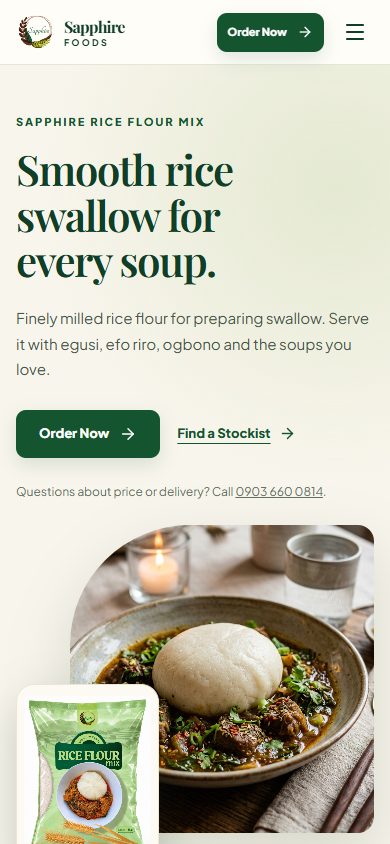 Sapphire
Sapphire
FOODS
Order Now
SAPPHIRE RICE FLOUR MIX
Smooth rice
swallow for
every soup.
Finely milled rice flour for preparing swallow. Serve
it with egusi, efo riro, ogbono and the soups you
love.
Order Now
Find a Stockist
Questions about price or delivery? Call 0903 660 0814.
RICE FLOUR
mix